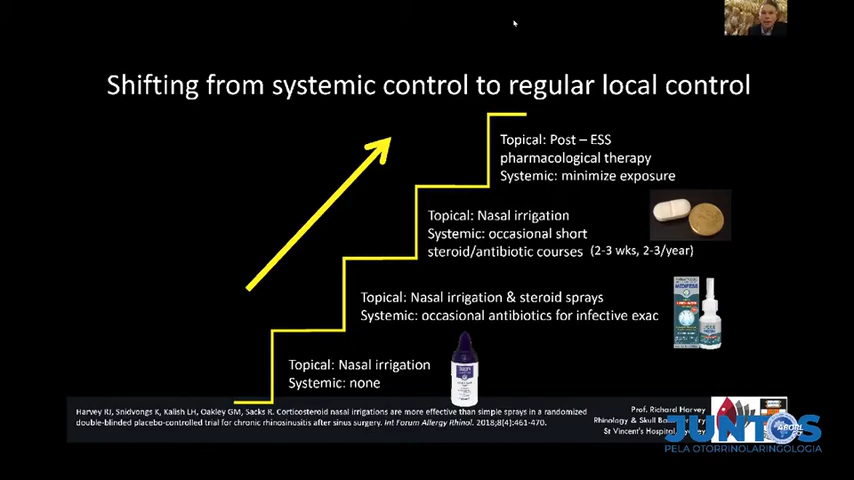 Shifting from systemic control to regular local control
Topical: Post – ESS
pharmacological therapy
Systemic: minimize exposure
Topical: Nasal irrigation
Systemic: occasional short
steroid/antibiotic courses (2-3 wks, 2-3/year)
Topical: Nasal irrigation & steroid sprays
Systemic: occasional antibiotics for infective exac
Topical: Nasal irrigation
Systemic: none
Harvey RJ, Snidvongs K, Kalish LH, Oakley GM, Sacks R. Corticosteroid nasal irrigations are more effective than simple sprays in a randomized
double-blinded placebo-controlled trial for chronic rhinosinusitis after sinus surgery. Int Forum Allergy Rhinol. 2018;8(4):461-470.
Prof. Richard Harvey
Rhinology & Skull
St Vincent's Hospital,
JUNTOS
PELA OTORRINOLARINGOLOGIA